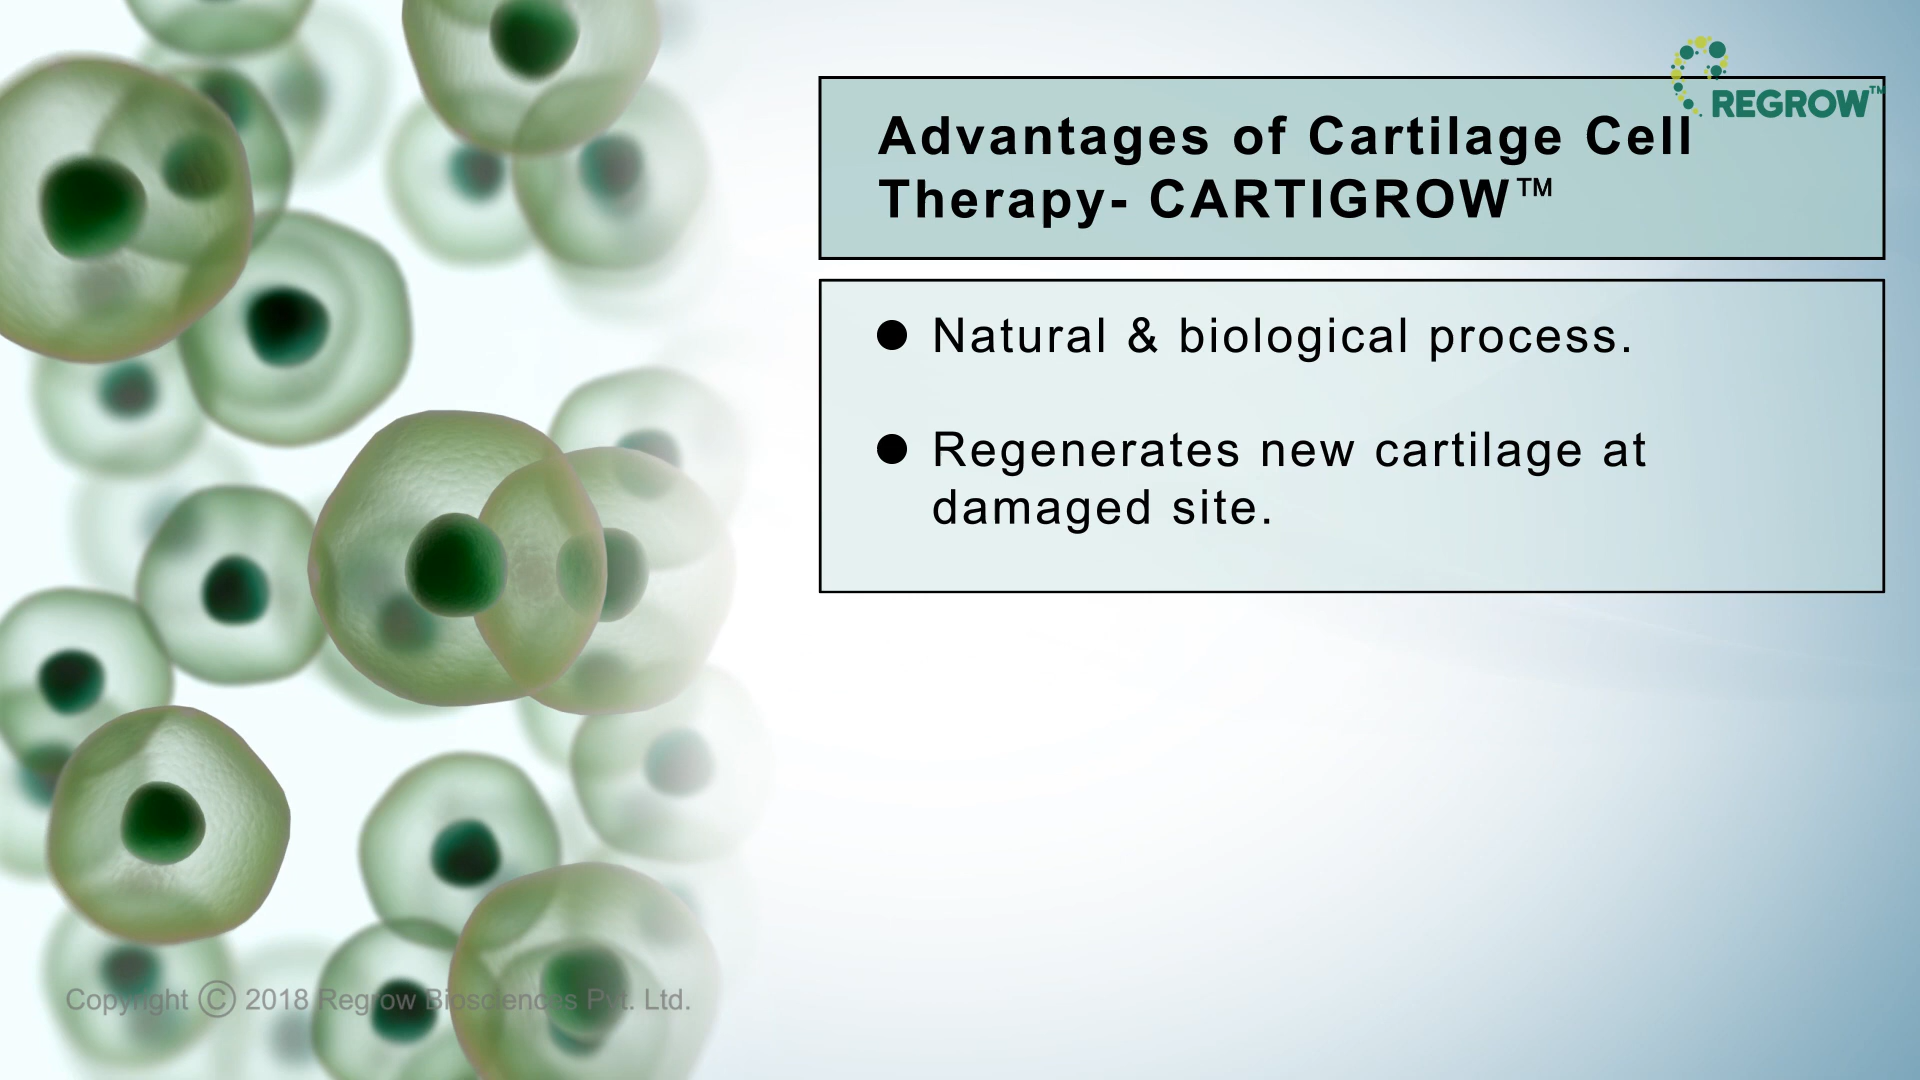 REGROW™
Advantages of Cartilage Cell
Therapy- CARTIGROW™
● Natural & biological process.
● Regenerates new cartilage at
damaged site.
Copyright © 2018 Regrow Biosciences Pvt. Ltd.